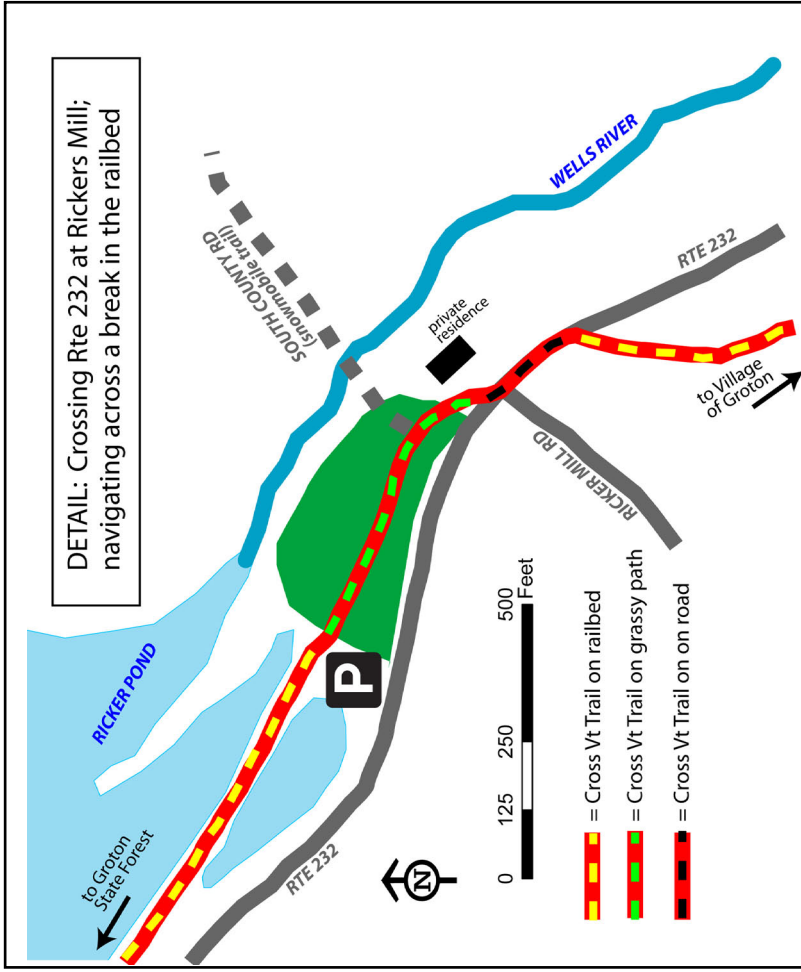 DETAIL: Crossing Rte 232 at Rickers Mill;
navigating across a break in the railbed
SOUTH COUNTY RD
(snowmobile trail)
WELLS RIVER
RICKER POND
private
residence
RTE 232
to Village
of Groton
RICKER MILL RD
P
to Groton
State Forest
RTE 232
N
0 125 250 500
Feet
= Cross Vt Trail on railbed
= Cross Vt Trail on grassy path
= Cross Vt Trail on on road